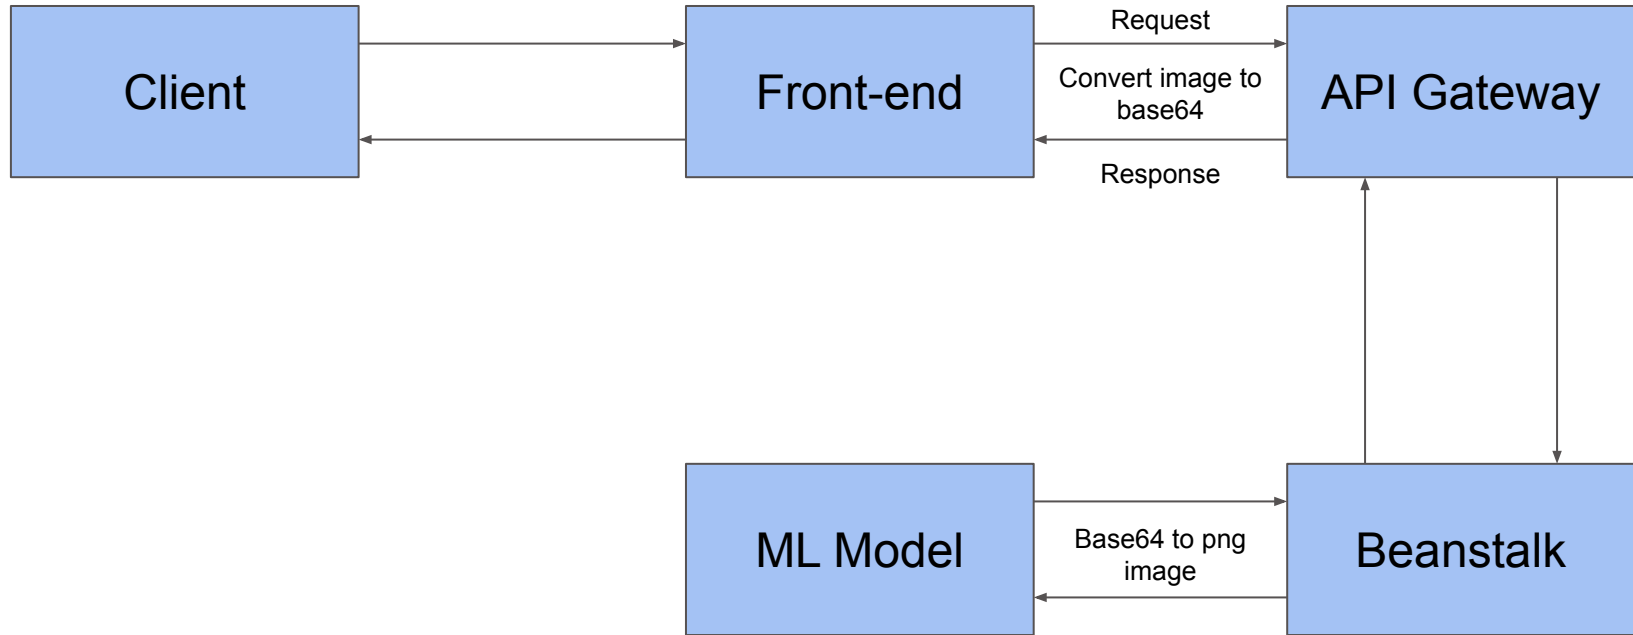 Client
Front-end
Request
Convert image to
base64
Response
API Gateway
ML Model
Base64 to png
image
Beanstalk